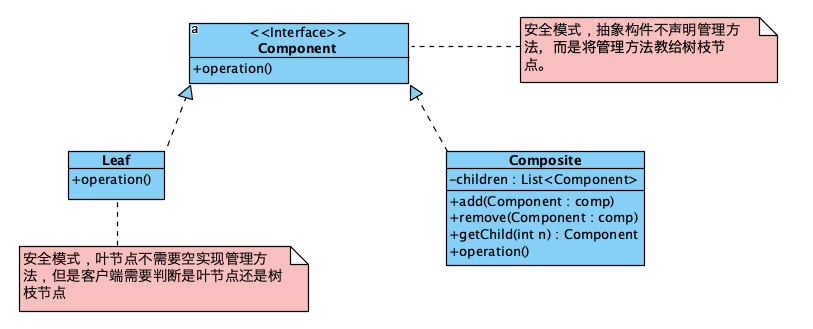 a
<<Interface>>
Component
+operation()
安全模式，抽象构件不声明管理方
法，而是将管理方法教给树枝节
点。
Leaf
+operation()
Composite
-children : List<Component>
+add(Component : comp)
+remove(Component : comp)
+getChild(int n) : Component
+operation()
安全模式，叶节点不需要空实现管理方
法，但是客户端需要判断是叶节点还是树
枝节点